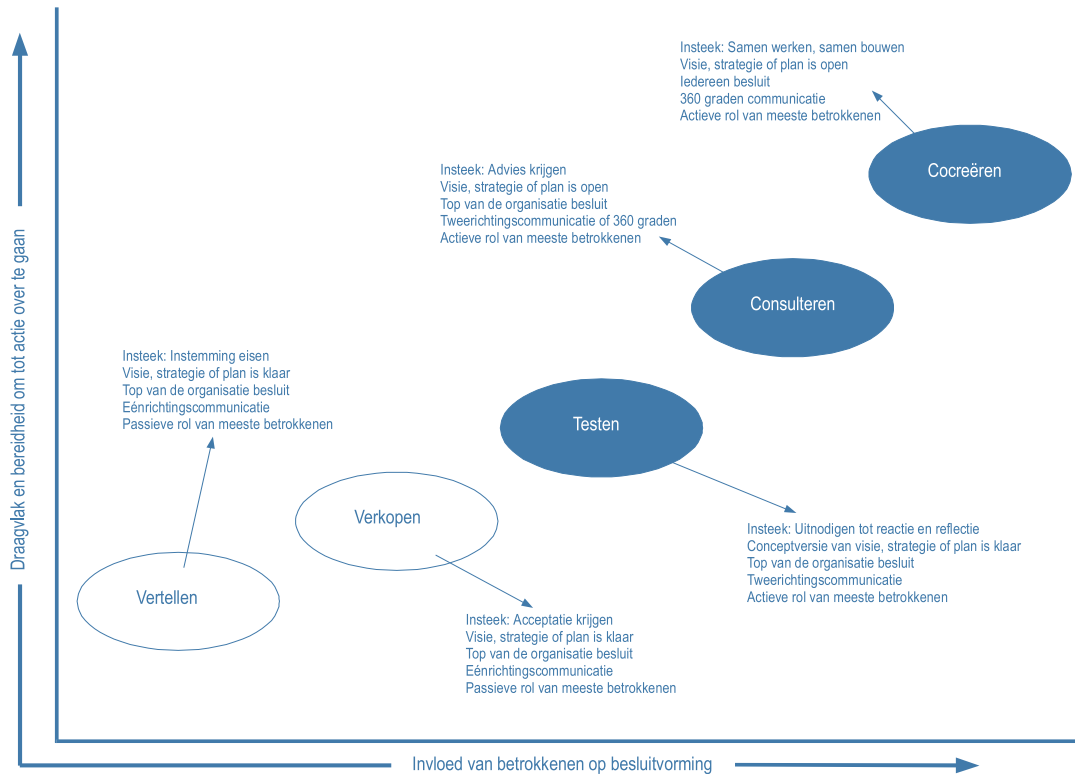 Insteek: Samen werken, samen bouwen
Visie, strategie of plan is open
Iedereen besluit
360 graden communicatie
Actieve rol van meeste betrokkenen
Cocreëren
Insteek: Advies krijgen
Visie, strategie of plan is open
Top van de organisatie besluit
Tweerichtingscommunicatie of 360 graden
Actieve rol van meeste betrokkenen
Consulteren
Draagvlak en bereidheid om tot actie over te gaan
Insteek: Instemming eisen
Visie, strategie of plan is klaar
Top van de organisatie besluit
Eénrichtingscommunicatie
Passieve rol van meeste betrokkenen
Testen
Verkopen
Insteek: Uitnodigen tot reactie en reflectie
Conceptversie van visie, strategie of plan is klaar
Top van de organisatie besluit
Tweerichtingscommunicatie
Actieve rol van meeste betrokkenen
Vertellen
Insteek: Acceptatie krijgen
Visie, strategie of plan is klaar
Top van de organisatie besluit
Eénrichtingscommunicatie
Passieve rol van meeste betrokkenen
Invloed van betrokkenen op besluitvorming